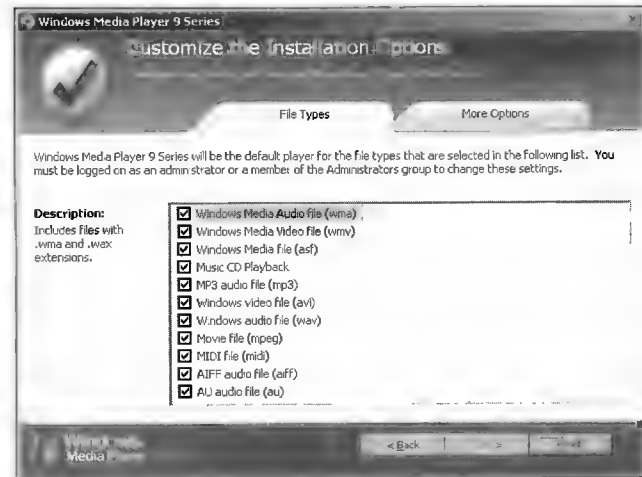 Windows Media Player 9 Series
Customize the Installation Options
File Types
More Options
Windows Media Player 9 Series will be the default player for the file types that are selected in the following list. You
must be logged on as an administrator or a member of the Administrators group to change these settings.
Description:
Includes files with
.wma and .wax
extensions.
Windows Media Audio file (wma)
Windows Media Video file (wmv)
Windows Media file (asf)
Music CD Playback
MP3 audio file (mp3)
Windows video file (avi)
Windows audio file (wav)
Movie file (mpeg)
MIDI file (midi)
AIFF audio file (aiff)
AU audio file (au)
Media
< Back
>